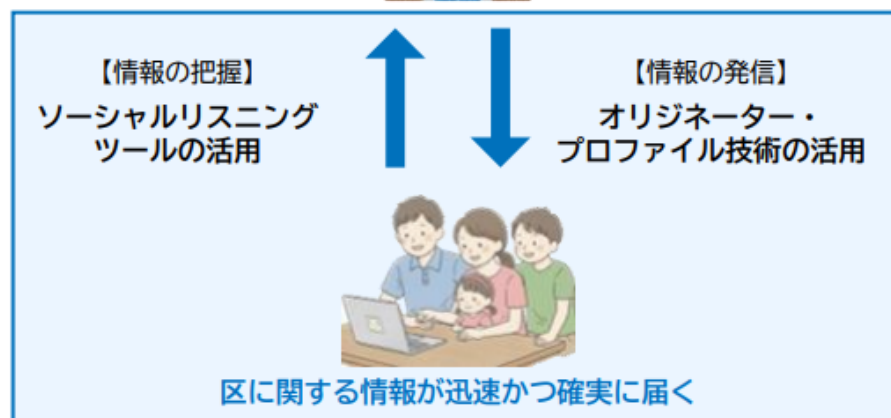 【情報の把握】
ソーシャルリスニング
ツールの活用
【情報の発信】
オリジネーター・
プロファイル技術の活用
区に関する情報が迅速かつ確実に届く